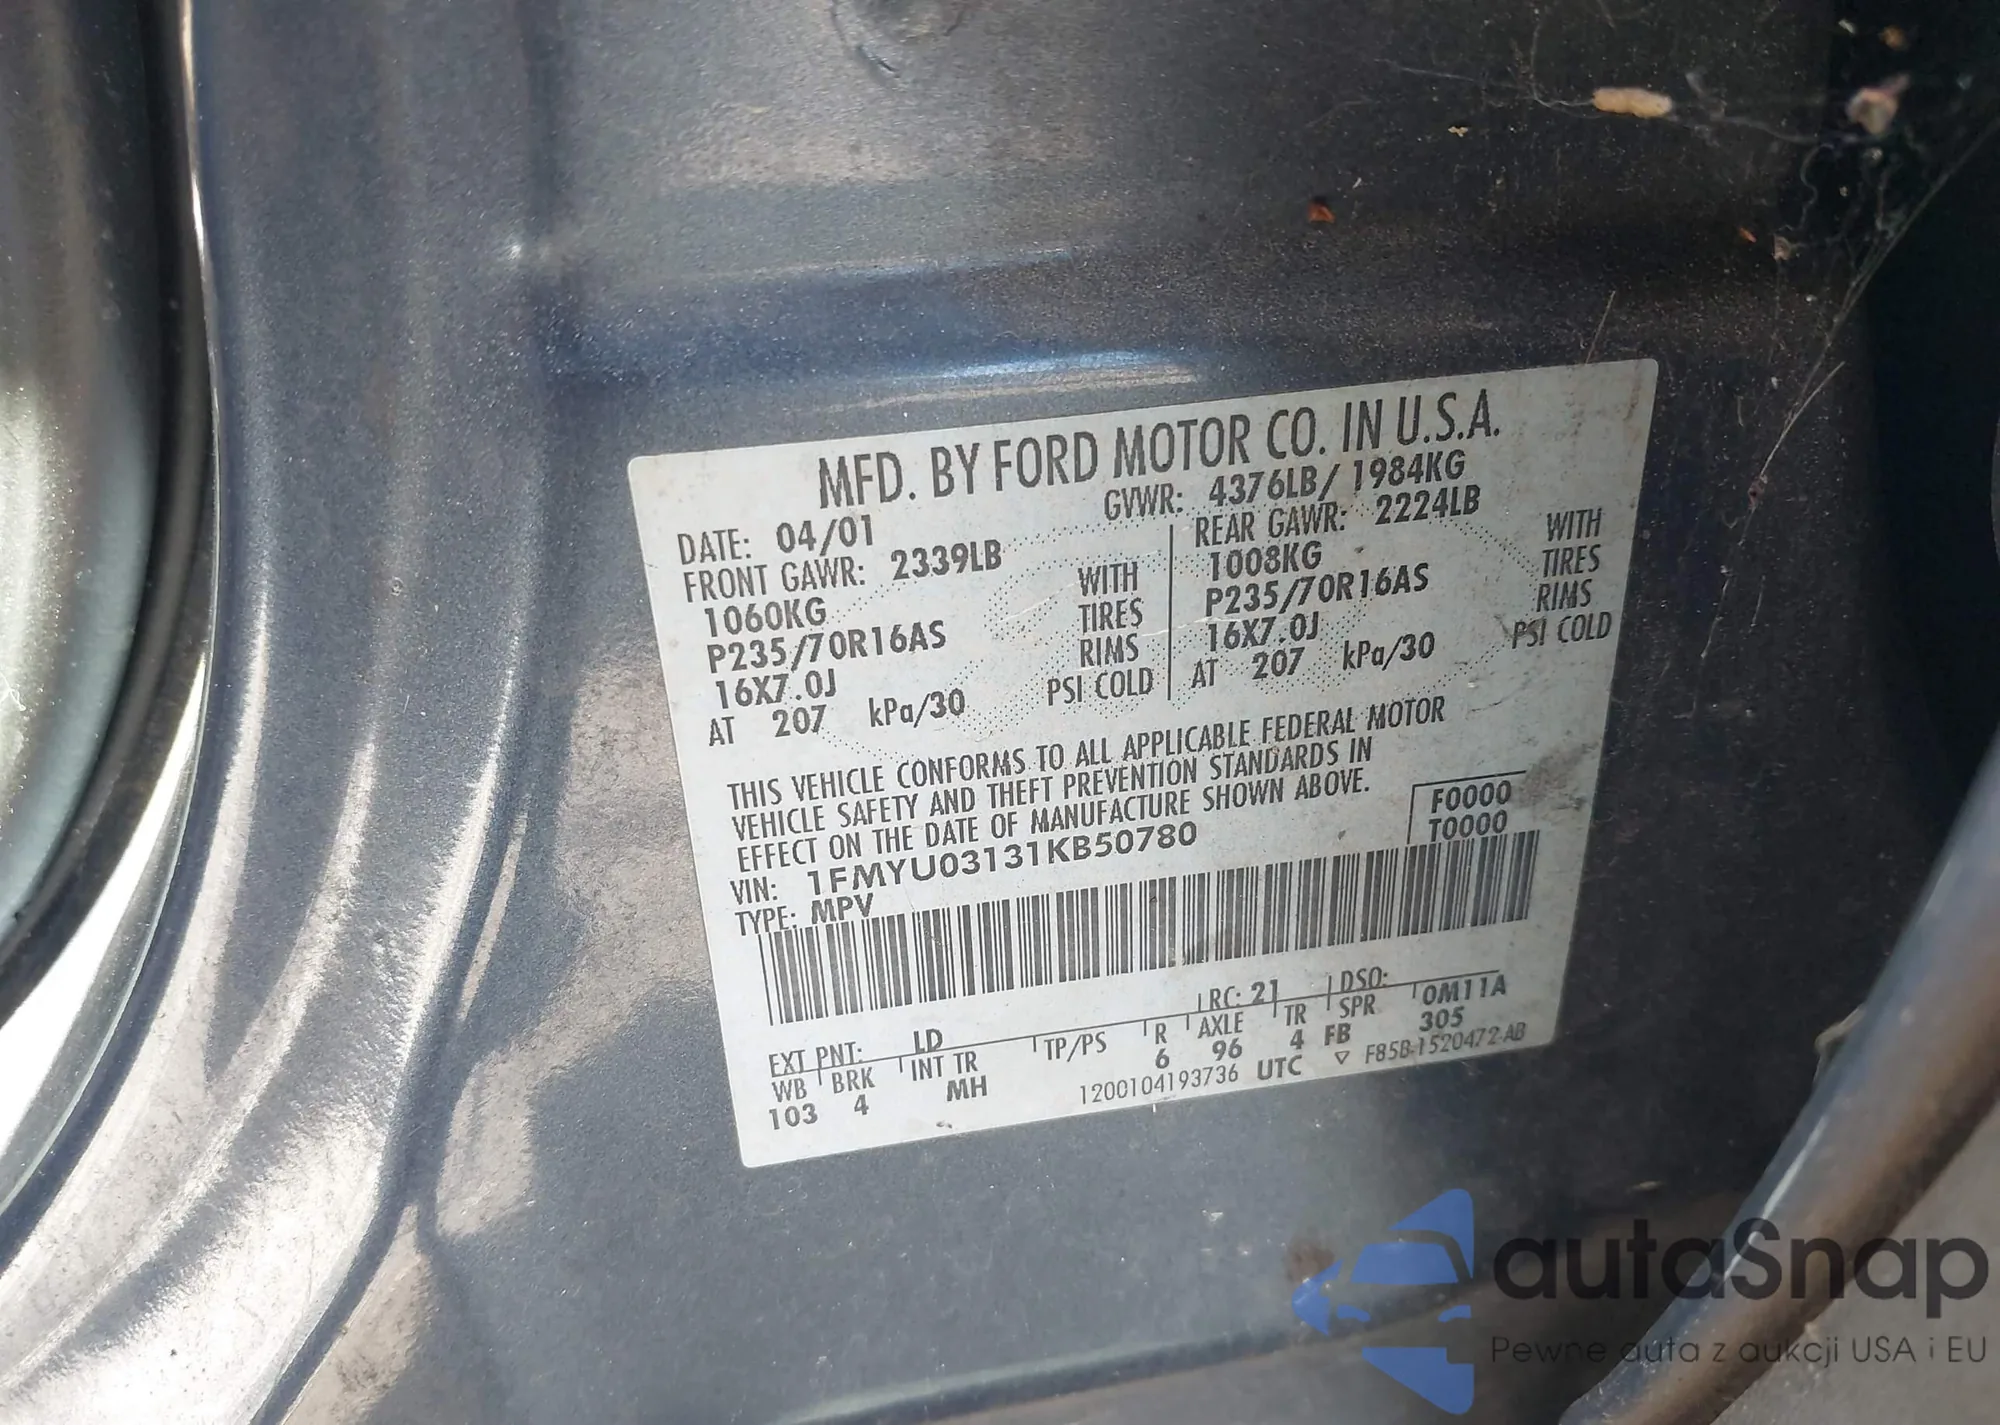 MFD. BY FORD MOTOR CO. IN U.S.A.
DATE: 04/01 GVWR: 4376LB/ 1984KG
FRONT GAWR: 2339LB REAR GAWR: 2224LB
1060KG WITH 1008KG WITH
P235/70R16AS TIRES P235/70R16AS TIRES
16X7.0J RIMS 16X7.0J RIMS
AT 207 kPa/30 PSI COLD AT 207 kPa/30 PSI COLD
THIS VEHICLE CONFORMS TO ALL APPLICABLE FEDERAL MOTOR
VEHICLE SAFETY AND THEFT PREVENTION STANDARDS IN
EFFECT ON THE DATE OF MANUFACTURE SHOWN ABOVE.
F0000
T0000
VIN: 1FMYU03131KB50780
TYPE: MPV
EXT PNT: LD RC: 21 DSO:
WB BRK INT TR TP/PS R AXLE TR SPR 0M11A
103 4 MH 6 96 4 FB 305
1200104193736 UTC ▽ F85B-1520472-AB
autaSnap
Pewne auta z aukcji USA i EU